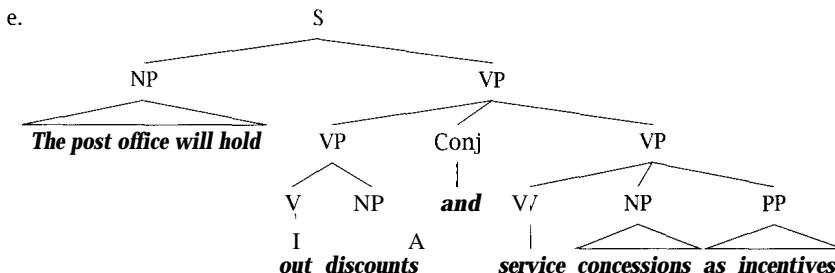 e.
S
NP VP
The post office will hold VP Conj VP
V NP and V/ NP PP
I A
out discounts service concessions as incentives